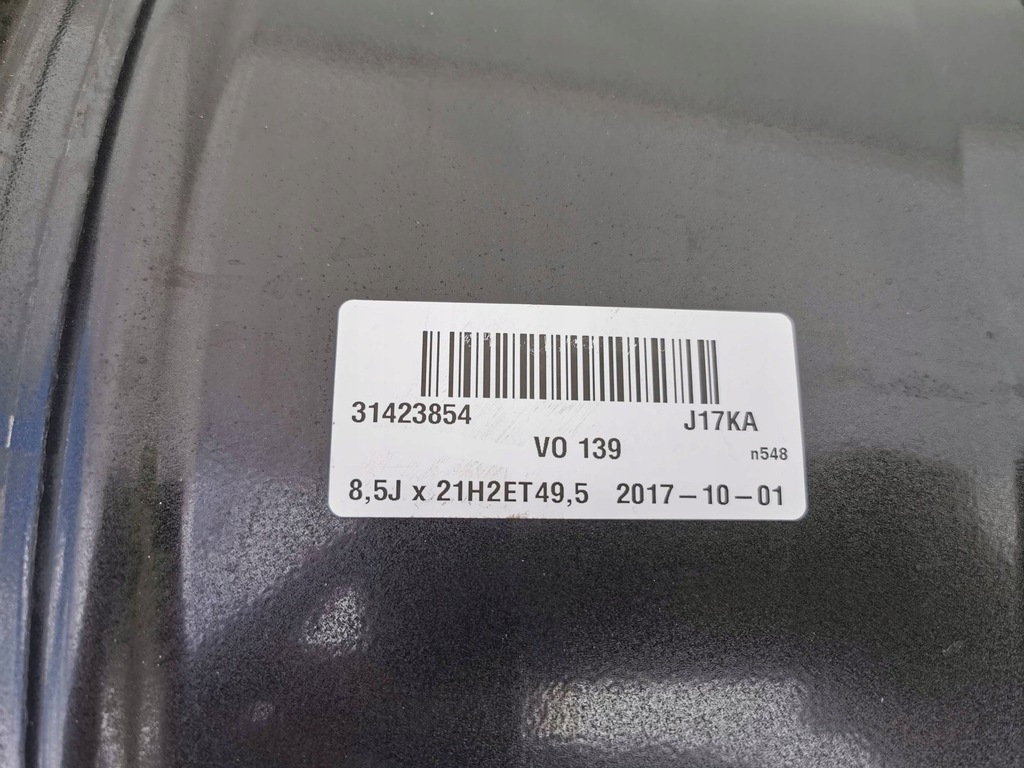 31423854 J17KA
VO 139 n548
8,5J x 21H2ET49,5 2017-10-01